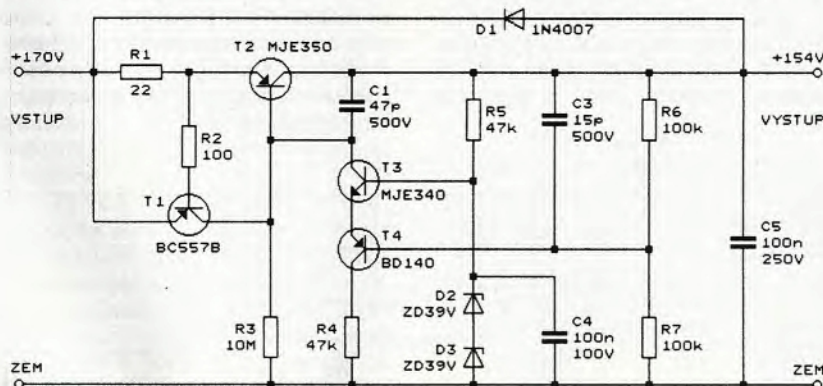 D1
1N4007
+170V
R1
22
T2 MJE350
+154V
VSTUP
C1
47p
500V
R5
47k
C3
15p
500V
R6
100k
VYSTUP
R2
100
T3
MJE340
T1
BC557B
T4
BD140
C5
100n
250V
R3
10M
R4
47k
D2
ZD39V
D3
ZD39V
C4
100n
100V
R7
100k
ZEM
ZEM